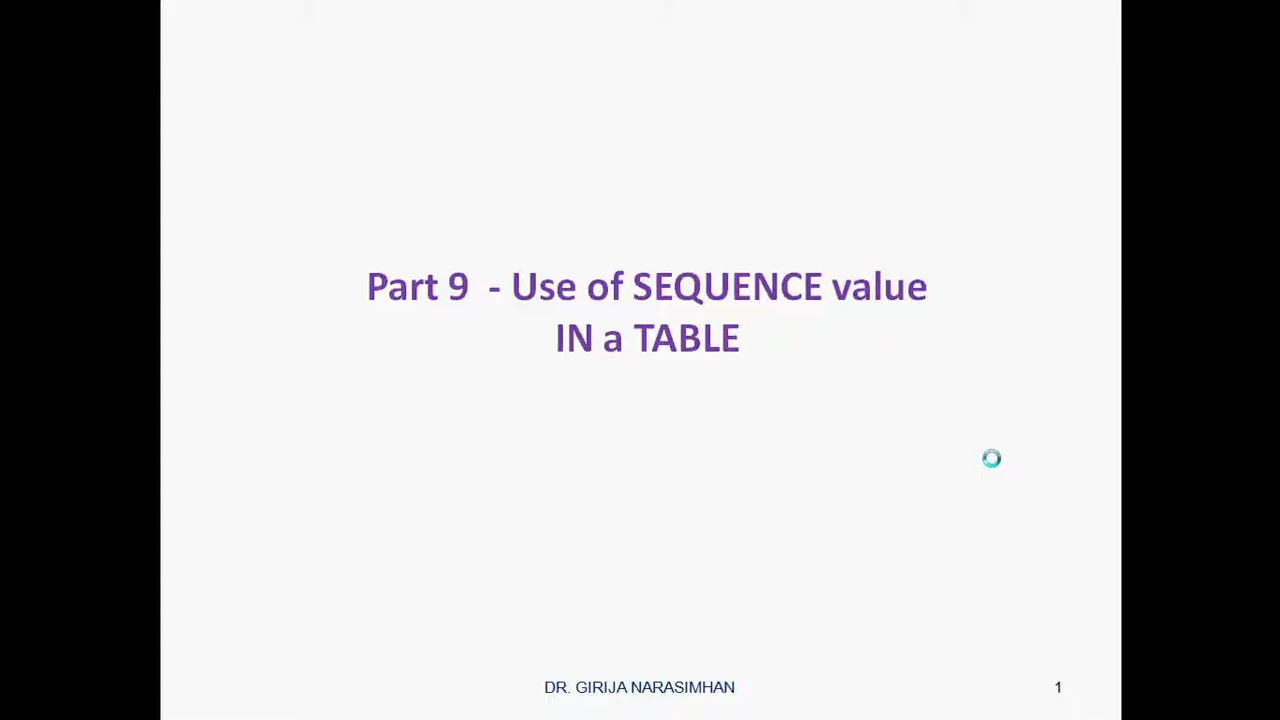 Part 9 - Use of SEQUENCE value
IN a TABLE
DR. GIRIJA NARASIMHAN
1